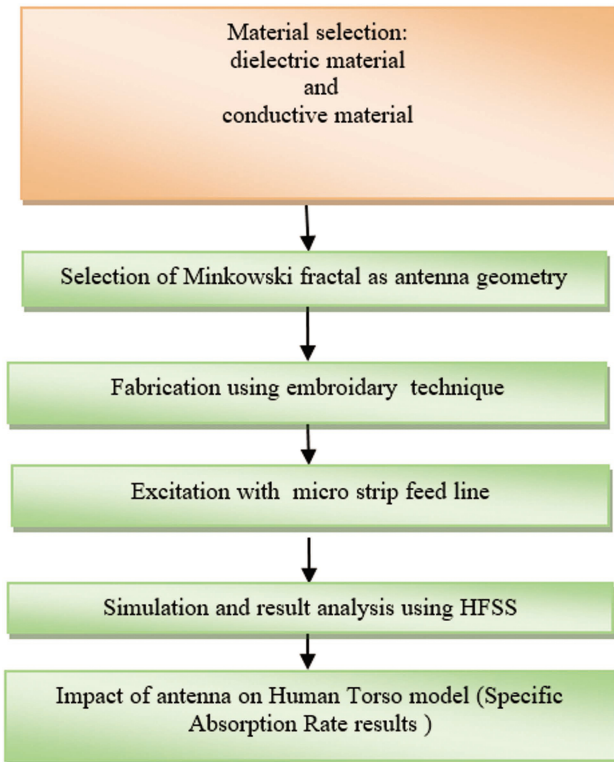 Material selection:
dielectric material
and
conductive material
Selection of Minkowski fractal as antenna geometry
Fabrication using embroidary technique
Excitation with micro strip feed line
Simulation and result analysis using HFSS
Impact of antenna on Human Torso model (Specific
Absorption Rate results )